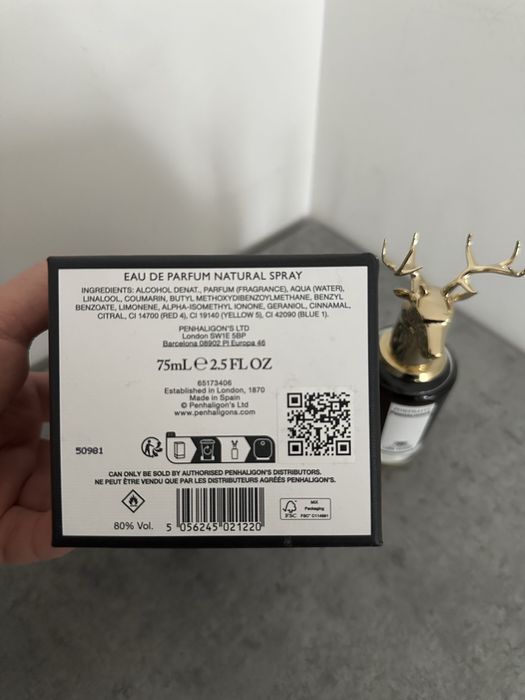 EAU DE PARFUM NATURAL SPRAY
INGREDIENTS: ALCOHOL DENAT., PARFUM (FRAGRANCE), AQUA (WATER),
LINALOOL, COUMARIN, BUTYL METHOXYDIBENZOYLMETHANE, BENZYL
BENZOATE, LIMONENE, ALPHA-ISOMETHYL IONONE, GERANIOL, CINNAMAL,
CITRAL, CI 14700 (RED 4), CI 19140 (YELLOW 5), CI 42090 (BLUE 1).
PENHALIGON'S LTD
London SW1E 5BP
Barcelona 08902 Pl Europa 46
75mL ℮ 2.5 FL OZ
65173406
Established in London, 1870
Made in Spain
© Penhaligon's Ltd
www.penhaligons.com
50981
CAN ONLY BE SOLD BY AUTHORISED PENHALIGON'S DISTRIBUTORS.
NE PEUT ÊTRE VENDU QUE PAR LES DISTRIBUTEURS AGRÉÉS PENHALIGON'S.
80% Vol.
5 056245 021220
FSC
MIX
Packaging